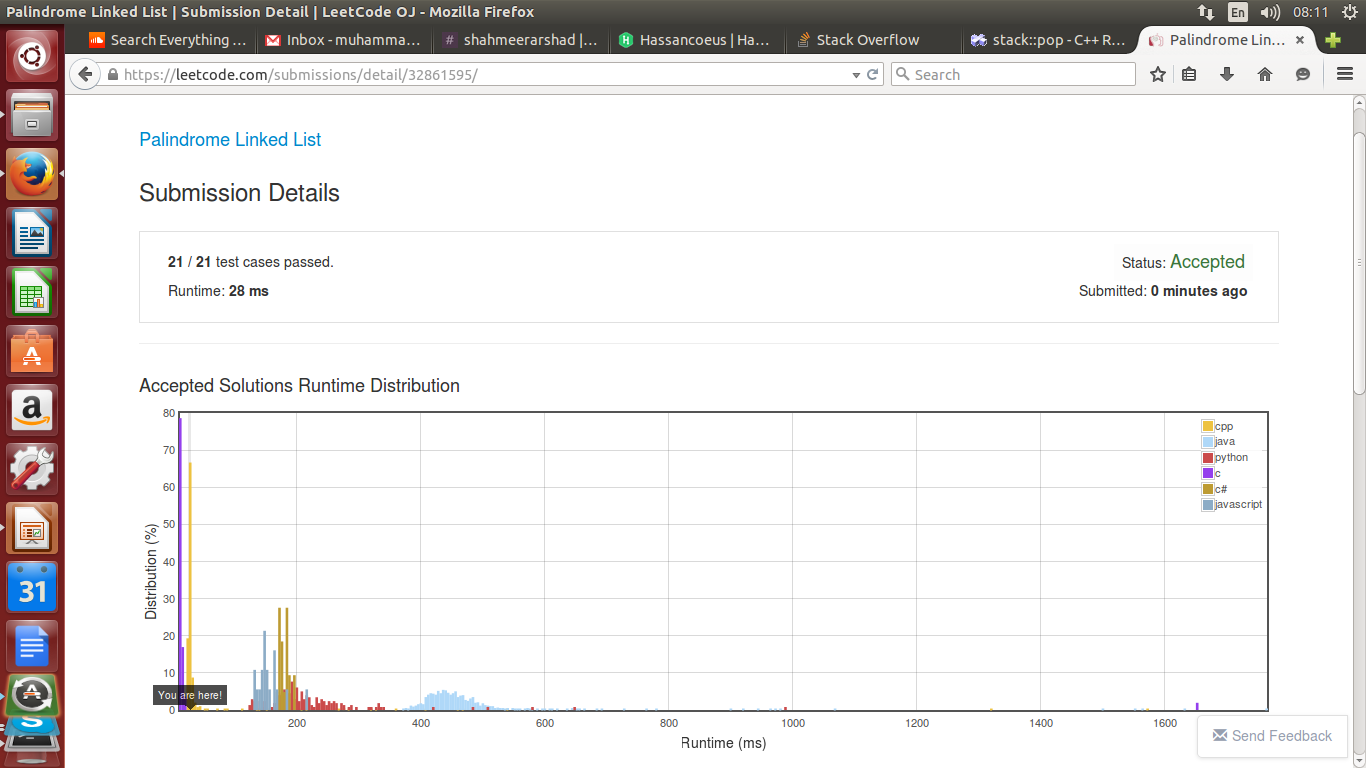 Palindrome Linked List | Submission Detail | LeetCode OJ - Mozilla Firefox
En
08:11
Search Everything ...
Inbox - muhamma...
shahmeerarshad |...
Hassancoeus | Ha...
Stack Overflow
stack::pop - C++ R...
Palindrome Lin...
https://leetcode.com/submissions/detail/32861595/
Search
Palindrome Linked List
Submission Details
21 / 21 test cases passed.
Status: Accepted
Runtime: 28 ms
Submitted: 0 minutes ago
Accepted Solutions Runtime Distribution
80
70
60
50
40
30
20
10
0
Distribution (%)
cpp
java
python
c
c#
javascript
You are here!
200
400
600
800
1000
1200
1400
1600
Runtime (ms)
Send Feedback
31